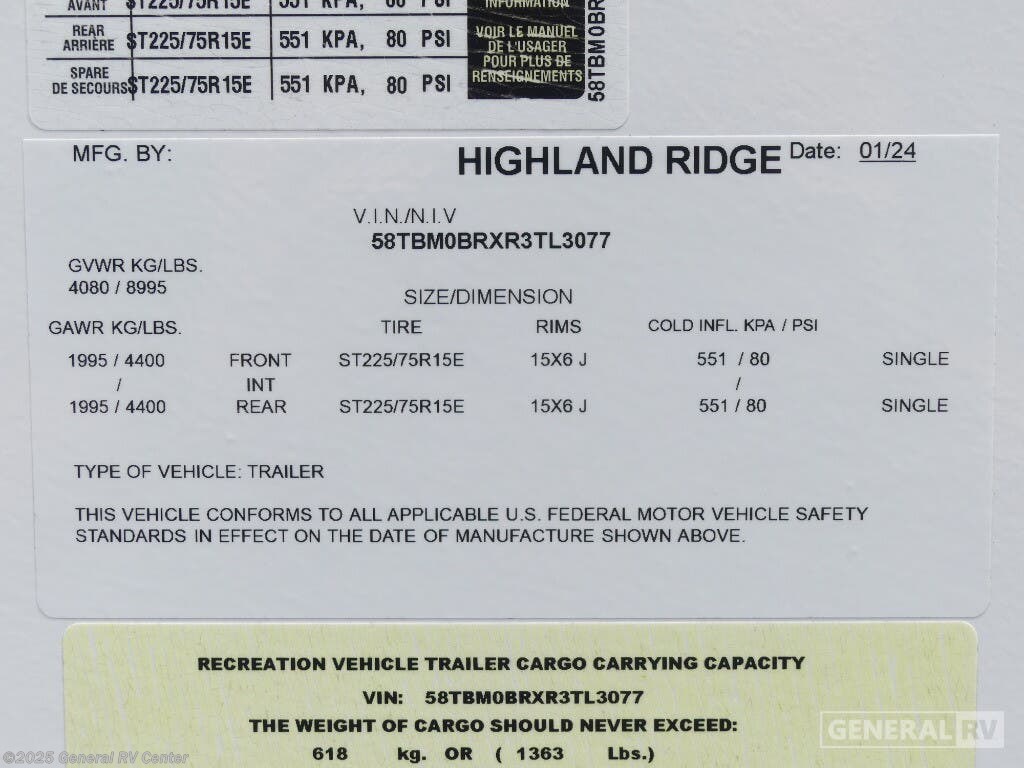 AVANT ST225/75R15E 551 KPA, 80 PSI
INFORMATION
REAR
ARRIÈRE ST225/75R15E 551 KPA, 80 PSI
SPARE
DE SECOURS ST225/75R15E 551 KPA, 80 PSI
VOIR LE MANUEL
DE L'USAGER
POUR PLUS DE
RENSEIGNEMENTS
58TBM0BR
MFG. BY: HIGHLAND RIDGE Date: 01/24
V.I.N./N.I.V
58TBM0BRXR3TL3077
GVWR KG/LBS.
4080 / 8995
SIZE/DIMENSION
GAWR KG/LBS. TIRE RIMS COLD INFL. KPA / PSI
1995 / 4400 FRONT ST225/75R15E 15X6 J 551 / 80 SINGLE
/ INT /
1995 / 4400 REAR ST225/75R15E 15X6 J 551 / 80 SINGLE
TYPE OF VEHICLE: TRAILER
THIS VEHICLE CONFORMS TO ALL APPLICABLE U.S. FEDERAL MOTOR VEHICLE SAFETY
STANDARDS IN EFFECT ON THE DATE OF MANUFACTURE SHOWN ABOVE.
RECREATION VEHICLE TRAILER CARGO CARRYING CAPACITY
VIN: 58TBM0BRXR3TL3077
THE WEIGHT OF CARGO SHOULD NEVER EXCEED:
618 kg. OR ( 1363 Lbs.)
GENERAL RV
©2025 General RV Center